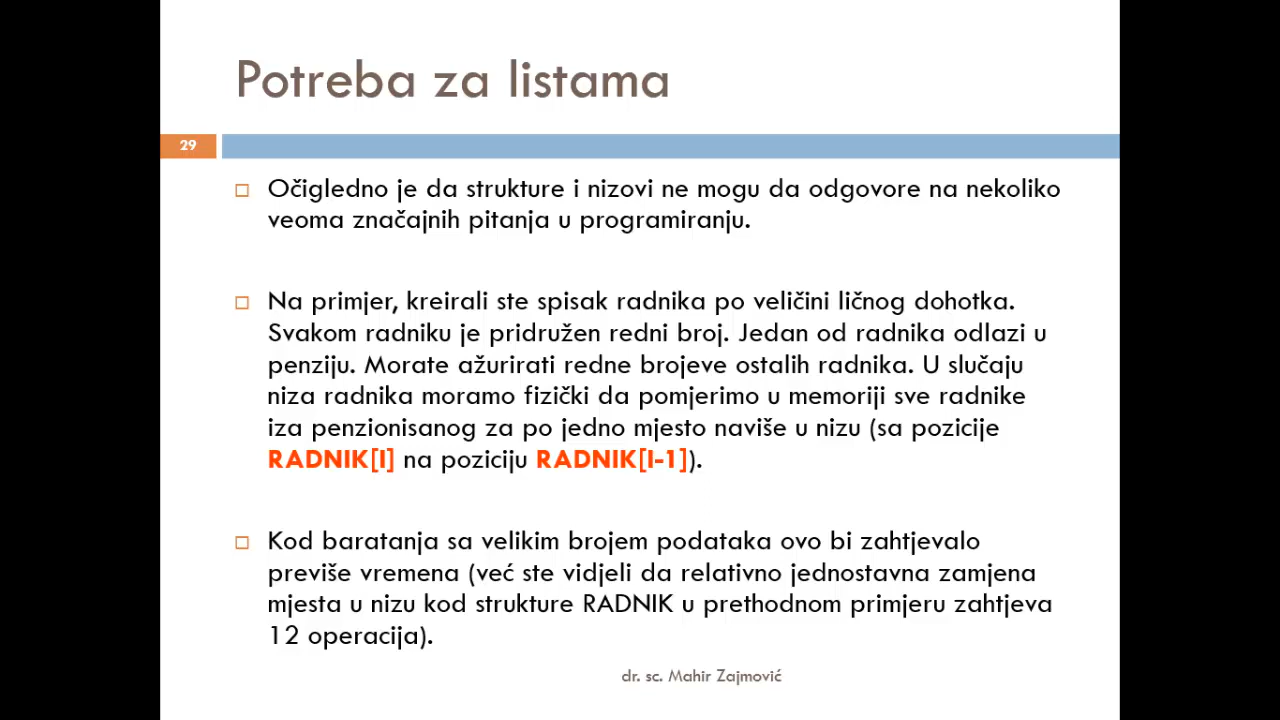 Potreba za listama
29
Očigledno je da strukture i nizovi ne mogu da odgovore na nekoliko
veoma značajnih pitanja u programiranju.
Na primjer, kreirali ste spisak radnika po veličini ličnog dohotka.
Svakom radniku je pridružen redni broj. Jedan od radnika odlazi u
penziju. Morate ažurirati redne brojeve ostalih radnika. U slučaju
niza radnika moramo fizički da pomjerimo u memoriji sve radnike
iza penzionisanog za po jedno mjesto naviše u nizu (sa pozicije
RADNIK[I] na poziciju RADNIK[I-1]).
Kod baratanja sa velikim brojem podataka ovo bi zahtjevalo
previše vremena (već ste vidjeli da relativno jednostavna zamjena
mjesta u nizu kod strukture RADNIK u prethodnom primjeru zahtjeva
12 operacija).
dr. sc. Mahir Zajmović